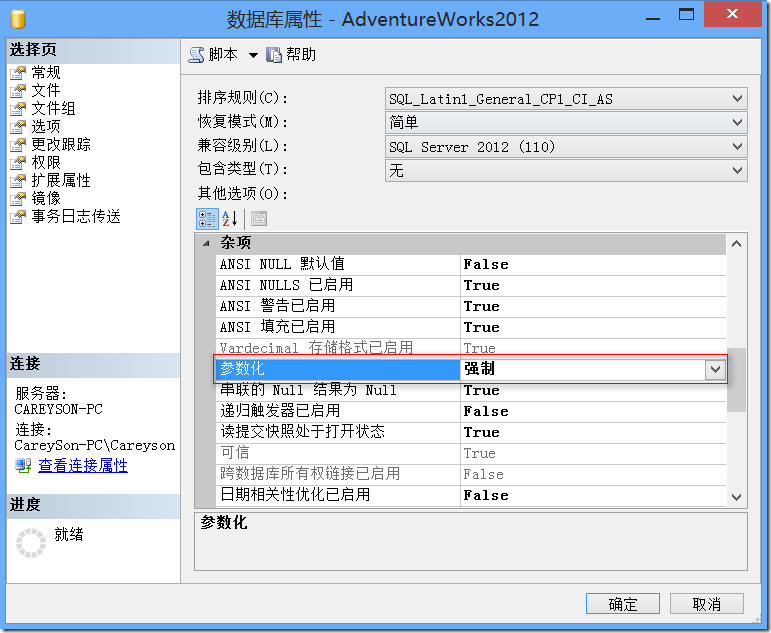 数据库属性 - AdventureWorks2012
选择页
常规
文件
文件组
选项
更改跟踪
权限
扩展属性
镜像
事务日志传送
连接
服务器:
CAREYSON-PC
连接:
CareySon-PC\Careyson
查看连接属性
进度
就绪
脚本 帮助
排序规则(C): SQL_Latin1_General_CP1_CI_AS
恢复模式(M): 简单
兼容级别(L): SQL Server 2012 (110)
包含类型(T): 无
其他选项(O):
杂项
ANSI NULL 默认值 False
ANSI NULLS 已启用 True
ANSI 警告已启用 True
ANSI 填充已启用 True
Vardecimal 存储格式已启用 True
参数化 强制
串联的 Null 结果为 Null True
递归触发器已启用 False
读提交快照处于打开状态 True
可信 True
跨数据库所有权链接已启用 False
日期相关性优化已启用 False
参数化
确定 取消